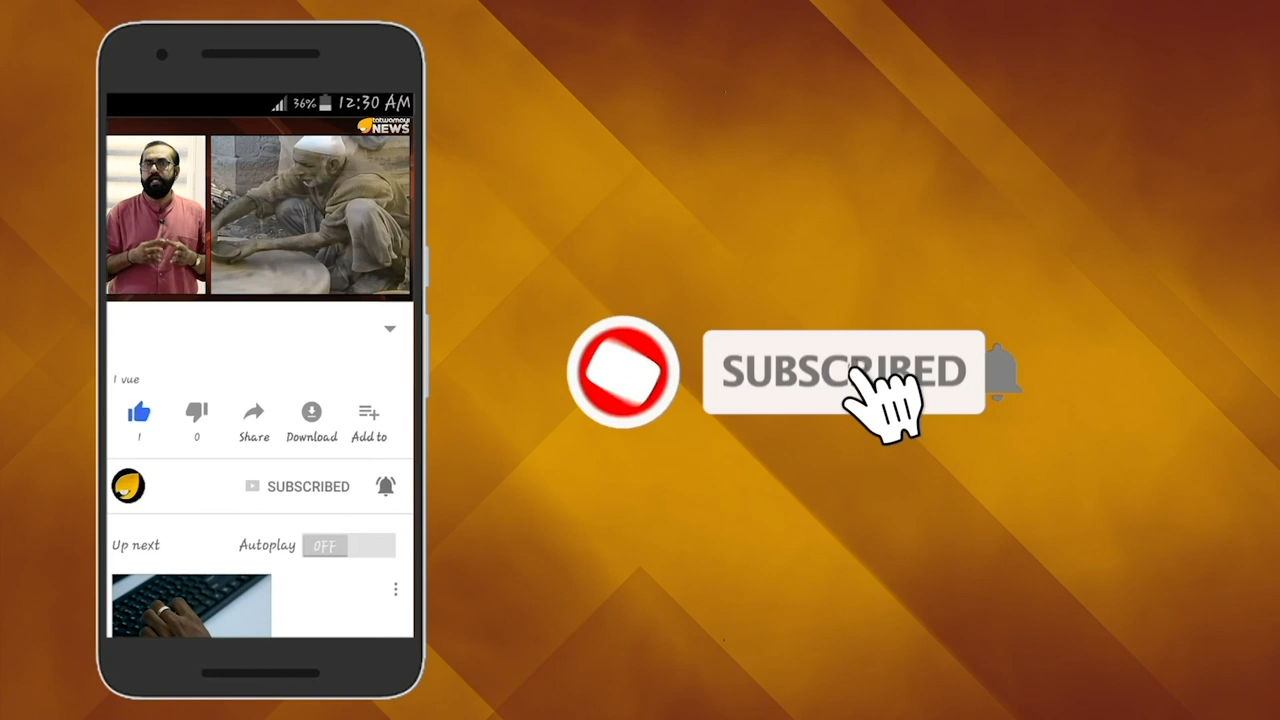 36% 12:30 AM
tatwamayi
NEWS
1 vue
1
0
Share
Download
Add to
SUBSCRIBED
Up next
Autoplay
OFF
SUBSCRIBED